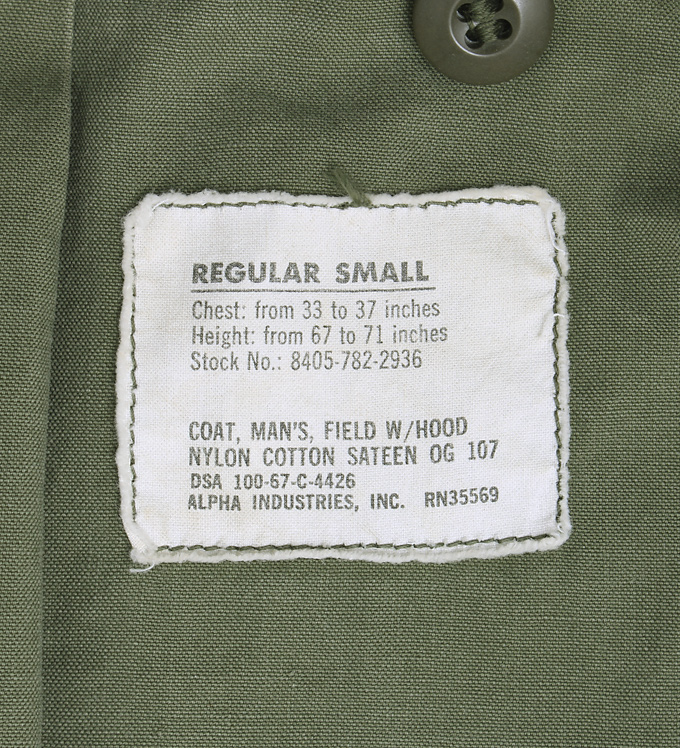 REGULAR SMALL
Chest: from 33 to 37 inches
Height: from 67 to 71 inches
Stock No.: 8405-782-2936
COAT, MAN'S, FIELD W/HOOD
NYLON COTTON SATEEN OG 107
DSA 100-67-C-4426
ALPHA INDUSTRIES, INC. RN35569